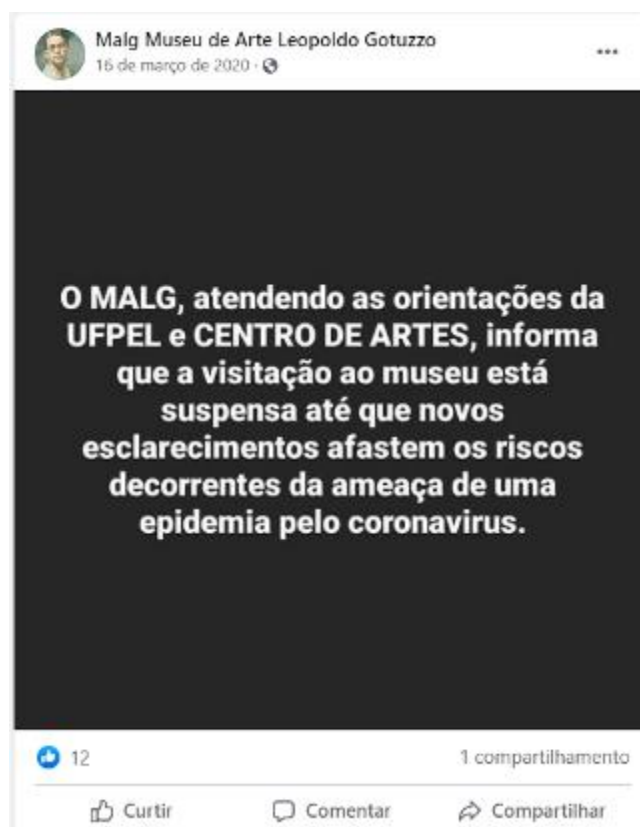 Malg Museu de Arte Leopoldo Gotuzzo
16 de março de 2020 ·
O MALG, atendendo as orientações da
UFPEL e CENTRO DE ARTES, informa
que a visitação ao museu está
suspensa até que novos
esclarecimentos afastem os riscos
decorrentes da ameaça de uma
epidemia pelo coronavirus.
12
1 compartilhamento
Curtir
Comentar
Compartilhar